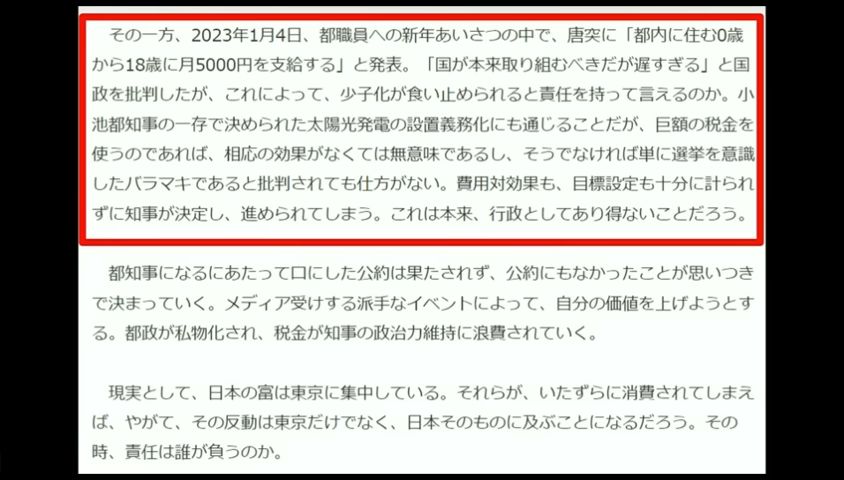 その一方、2023年1月4日、都職員への新年あいさつの中で、唐突に「都内に住む0歳
から18歳に月5000円を支給する」と発表。「国が本来取り組むべきだが遅すぎる」と国
政を批判したが、これによって、少子化が食い止められると責任を持って言えるのか。小
池都知事の一存で決められた太陽光発電の設置義務化にも通じることだが、巨額の税金を
使うのであれば、相応の効果がなくては無意味であるし、そうでなければ単に選挙を意識
したバラマキであると批判されても仕方がない。費用対効果も、目標設定も十分に計られ
ずに知事が決定し、進められてしまう。これは本来、行政としてあり得ないことだろう。
都知事になるにあたって口にした公約は果たされず、公約にもなかったことが思いつき
で決まっていく。メディア受けする派手なイベントによって、自分の価値を上げようとす
る。都政が私物化され、税金が知事の政治力維持に浪費されていく。
現実として、日本の富は東京に集中している。それらが、いたずらに消費されてしまえ
ば、やがて、その反動は東京だけでなく、日本そのものに及ぶことになるだろう。その
時、責任は誰が負うのか。